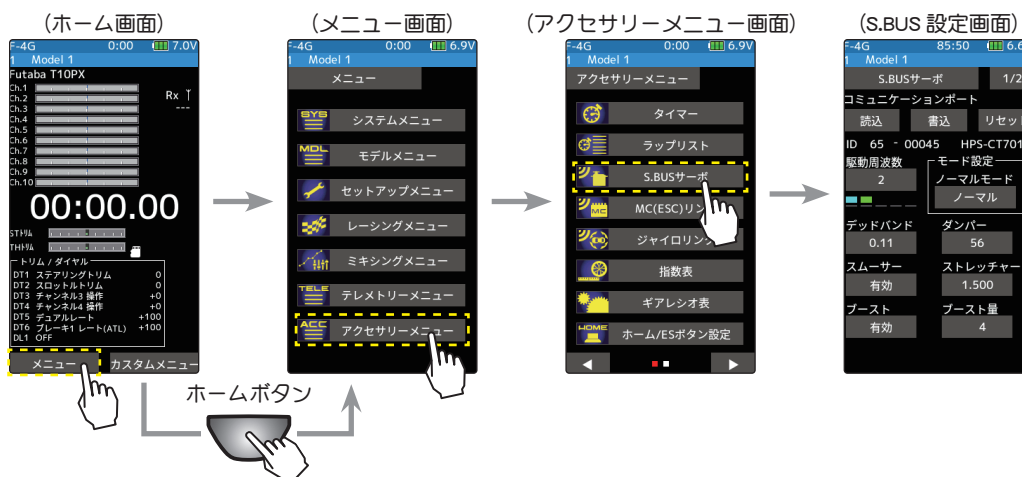 （ホーム画面）
F-4G 0:00 7.0V
1 Model 1
Futaba T10PX
Ch.1
Ch.2
Ch.3
Ch.4
Ch.5
Ch.6
Ch.7
Ch.8
Ch.9
Ch.10
Rx
---
00:00.00
STﾄﾘﾑ
THﾄﾘﾑ
トリム / ダイヤル
DT1 ステアリングトリム 0
DT2 スロットルトリム 0
DT3 チャンネル3 操作 +0
DT4 チャンネル4 操作 +0
DT5 デュアルレート +100
DT6 ブレーキ1 レート(ATL) +100
DL1 OFF
メニュー
カスタムメニュー
ホームボタン
（メニュー画面）
F-4G 0:00 6.9V
1 Model 1
メニュー
SYS システムメニュー
MDL モデルメニュー
セットアップメニュー
レーシングメニュー
ミキシングメニュー
TELE テレメトリーメニュー
ACC アクセサリーメニュー
（アクセサリーメニュー画面）
F-4G 0:00 6.9V
1 Model 1
アクセサリーメニュー
タイマー
ラップリスト
S.BUSサーボ
MC MC(ESC)リン
ジャイロリンク
指数表
ギアレシオ表
HOME ホーム/ESボタン設定
（S.BUS 設定画面）
F-4G 85:50 6.6
1 Model 1
S.BUSサーボ 1/2
コミュニケーションポート
読込 書込 リセット
ID 65 - 00045 HPS-CT701
駆動周波数
2
モード設定
ノーマルモード
ノーマル
デッドバンド ダンパー
0.11 56
スムーサー ストレッチャー
有効 1.500
ブースト ブースト量
有効 4